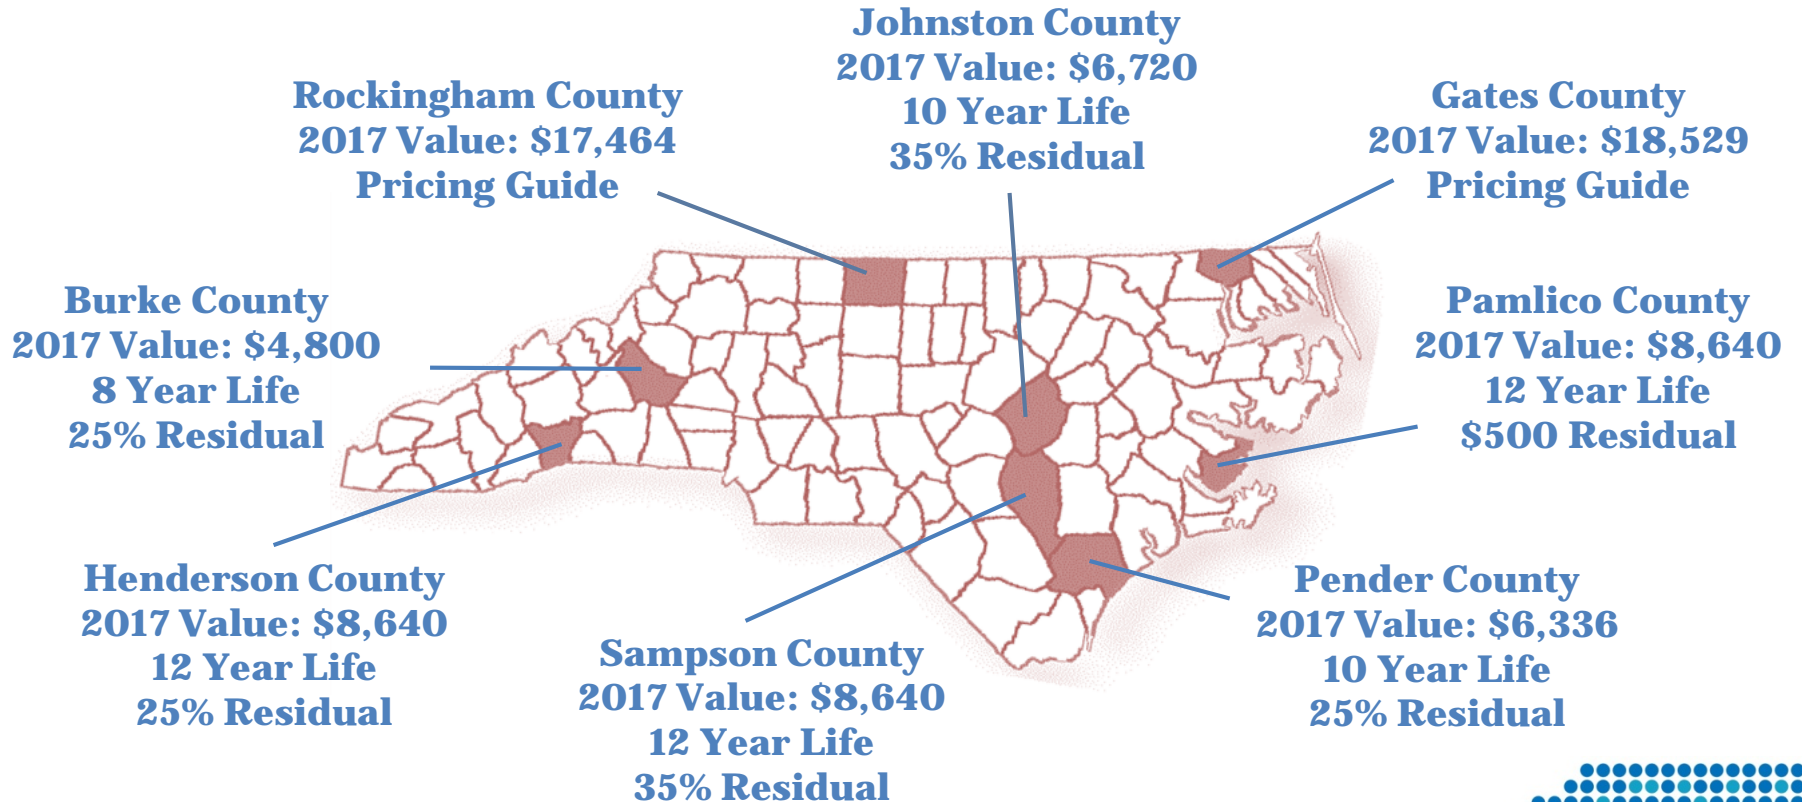 Johnston County
2017 Value: $6,720
10 Year Life
35% Residual
Rockingham County
2017 Value: $17,464
Pricing Guide
Gates County
2017 Value: $18,529
Pricing Guide
Burke County
2017 Value: $4,800
8 Year Life
25% Residual
Pamlico County
2017 Value: $8,640
12 Year Life
$500 Residual
Henderson County
2017 Value: $8,640
12 Year Life
25% Residual
Sampson County
2017 Value: $8,640
12 Year Life
35% Residual
Pender County
2017 Value: $6,336
10 Year Life
25% Residual